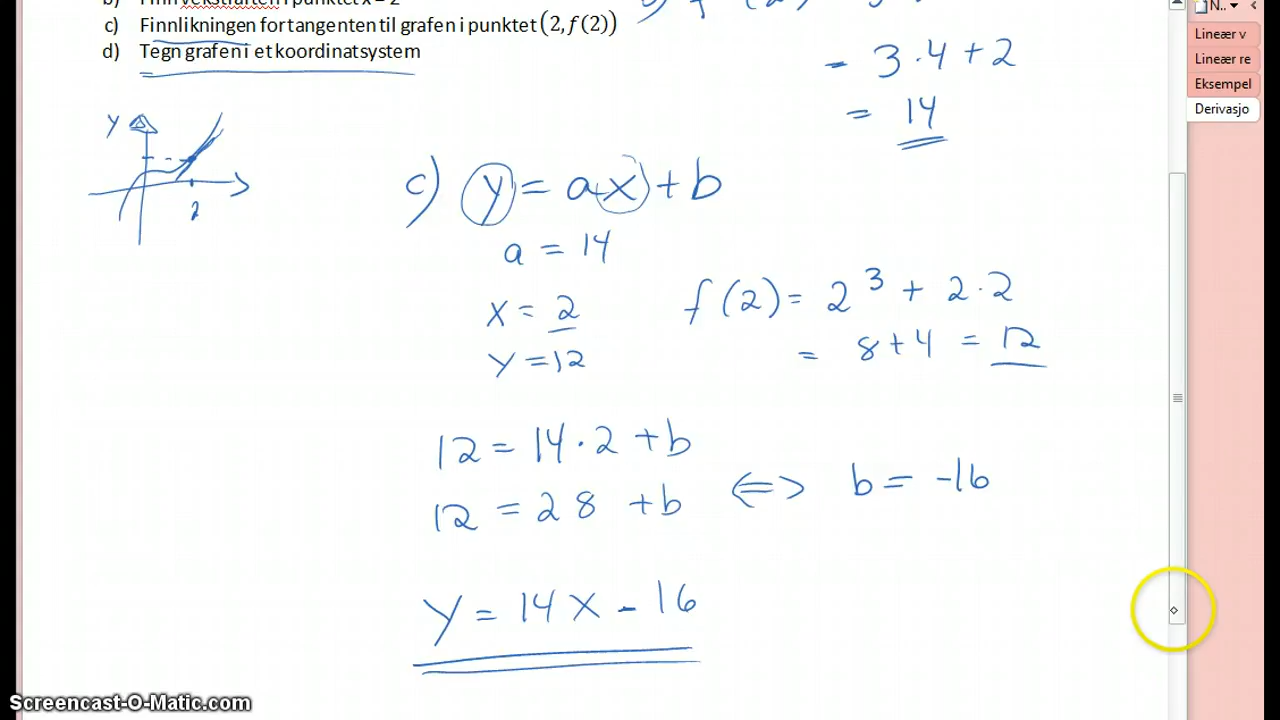 c) Finn likningen for tangenten til grafen i punktet (2, f(2))
d) Tegn grafen i et koordinatsystem
= 3·4+2
= 14
y
2
c) y = ax + b
a = 14
x = 2
y = 12
f(2) = 2³ + 2·2
= 8+4 = 12
12 = 14·2 + b
12 = 28 + b ⇔ b = -16
y = 14x - 16
N..
Lineær v
Lineær re
Eksempel
Derivasjo
Screencast-O-Matic.com